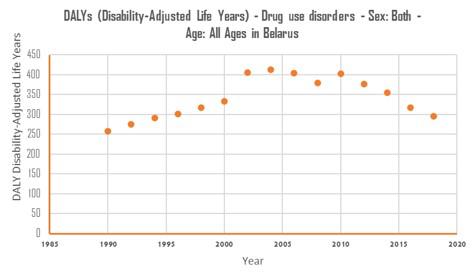 DALYs (Disability-Adjusted Life Years) - Drug use disorders - Sex: Both -
Age: All Ages in Belarus
DALY Disability-Adjusted Life Years
450
400
350
300
250
200
150
100
50
0
1985 1990 1995 2000 2005 2010 2015 2020
Year